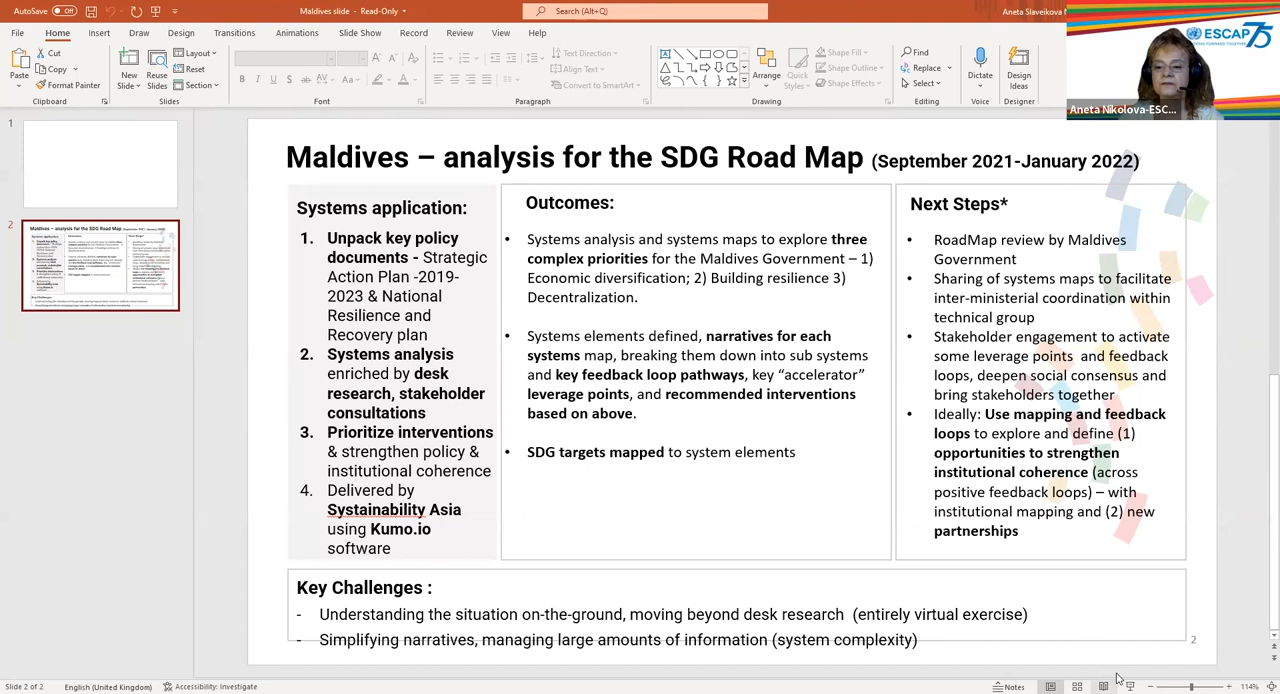 AutoSave Off
Maldives slide - Read-Only
Search (Alt+Q)
Aneta Slaveikova
File Home Insert Draw Design Transitions Animations Slide Show Record Review View Help
Paste
Cut
Copy
Format Painter
Clipboard
New Slide
Reuse Slides
Layout
Reset
Section
Slides
Font
Text Direction
Align Text
Convert to SmartArt
Paragraph
Arrange
Quick Styles
Shape Fill
Shape Outline
Shape Effects
Drawing
Find
Replace
Select
Editing
Dictate
Voice
Design Ideas
Designer
ESCAP 75
Aneta Nikolova-ESC...
1
2
Maldives – analysis for the SDG Road Map (September 2021-January 2022)
Systems application:
1. Unpack key policy
documents - Strategic
Action Plan -2019-
2023 & National
Resilience and
Recovery plan
2. Systems analysis
enriched by desk
research, stakeholder
consultations
3. Prioritize interventions
& strengthen policy &
institutional coherence
4. Delivered by
Systainability Asia
using Kumo.io
software
Outcomes:
Systems analysis and systems maps to explore three
complex priorities for the Maldives Government – 1)
Economic diversification; 2) Building resilience 3)
Decentralization.
• Systems elements defined, narratives for each
systems map, breaking them down into sub systems
and key feedback loop pathways, key “accelerator”
leverage points, and recommended interventions
based on above.
• SDG targets mapped to system elements
Next Steps*
• RoadMap review by Maldives
Government
• Sharing of systems maps to facilitate
inter-ministerial coordination within
technical group
• Stakeholder engagement to activate
some leverage points and feedback
loops, deepen social consensus and
bring stakeholders together
• Ideally: Use mapping and feedback
loops to explore and define (1)
opportunities to strengthen
institutional coherence (across
positive feedback loops) – with
institutional mapping and (2) new
partnerships
Key Challenges :
- Understanding the situation on-the-ground, moving beyond desk research (entirely virtual exercise)
- Simplifying narratives, managing large amounts of information (system complexity)
2
Slide 2 of 2
English (United Kingdom)
Accessibility: Investigate
Notes
114%